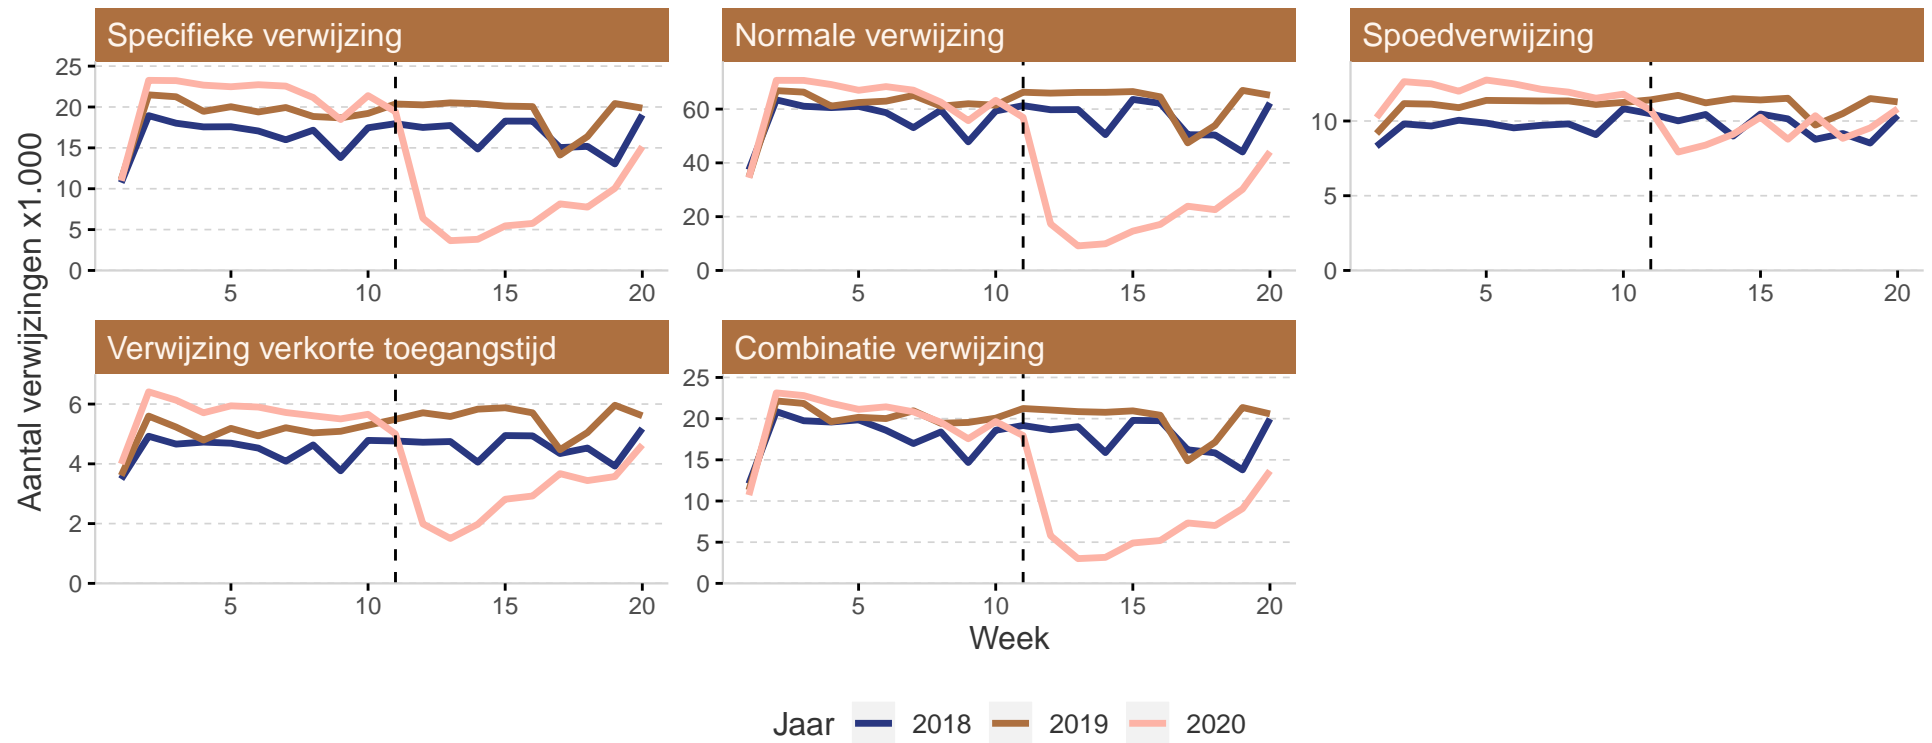 Aantal verwijzingen x1.000
Specifieke verwijzing
25
20
15
10
5
0
5 10 15 20
Normale verwijzing
60
40
20
0
5 10 15 20
Spoedverwijzing
10
5
0
5 10 15 20
Verwijzing verkorte toegangstijd
6
4
2
0
5 10 15 20
Combinatie verwijzing
25
20
15
10
5
0
5 10 15 20
Week
Jaar 2018 2019 2020